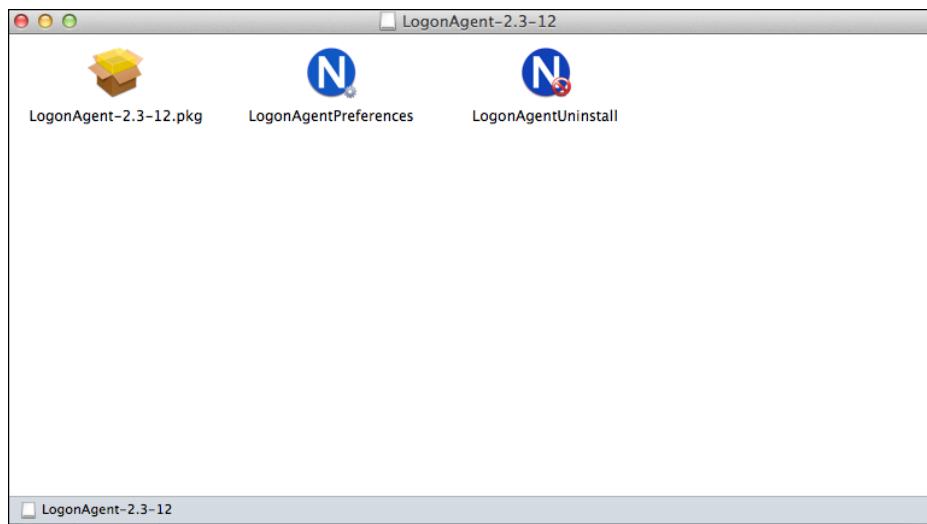 LogonAgent-2.3-12
LogonAgent-2.3-12.pkg
LogonAgentPreferences
LogonAgentUninstall
N
N
LogonAgent-2.3-12